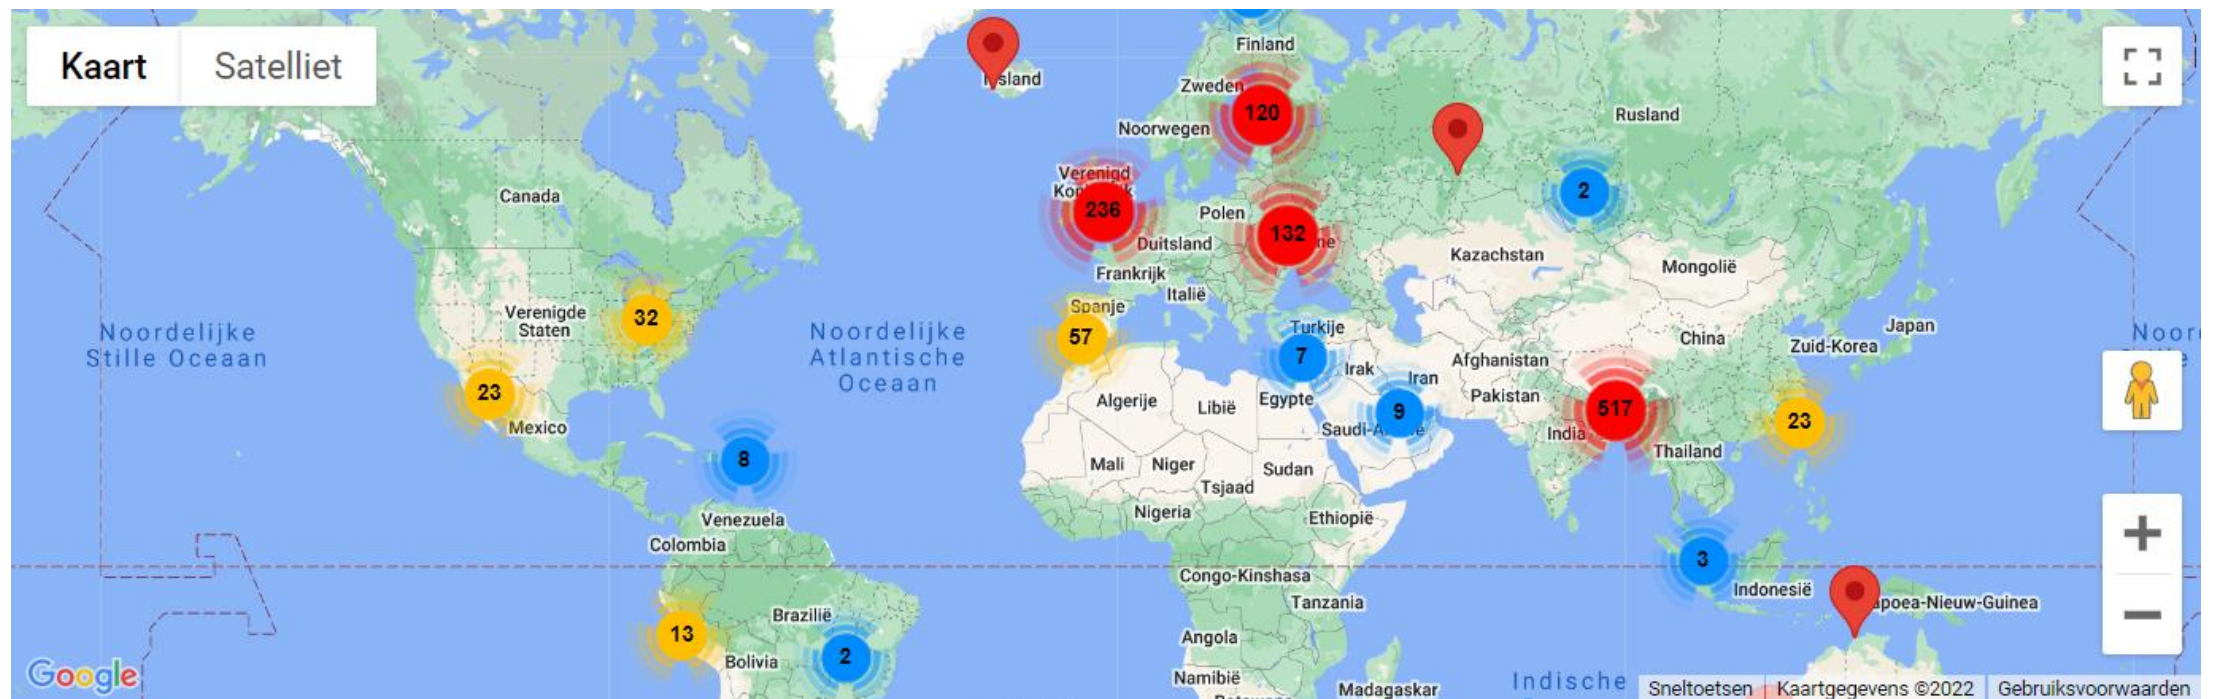 Kaart
Satelliet
Finland
IJsland
Zweden
120
Rusland
Noorwegen
Verenigd
2
Canada
236
Polen
132
Duitsland
Kazachstan
Mongolië
Frankrijk
Italië
Spanje
Verenigde
Staten
32
57
Noordelijke
Stille Oceaan
Noordelijke
Atlantische
Oceaan
Turkije
7
Japan
China
Zuid-Korea
Afghanistan
Irak
Iran
Pakistan
23
Mexico
Algerije
Libië
Egypte
9
517
23
India
Thailand
8
Mali
Niger
Sudan
Tsjaad
Nigeria
Ethiopië
Venezuela
Colombia
3
Congo-Kinshasa
Indonesië
Tanzania
apoea-Nieuw-Guinea
Brazilië
13
Angola
2
Bolivia
Namibië
Madagaskar
Indische
Google
Sneltoetsen
Kaartgegevens ©2022
Gebruiksvoorwaarden